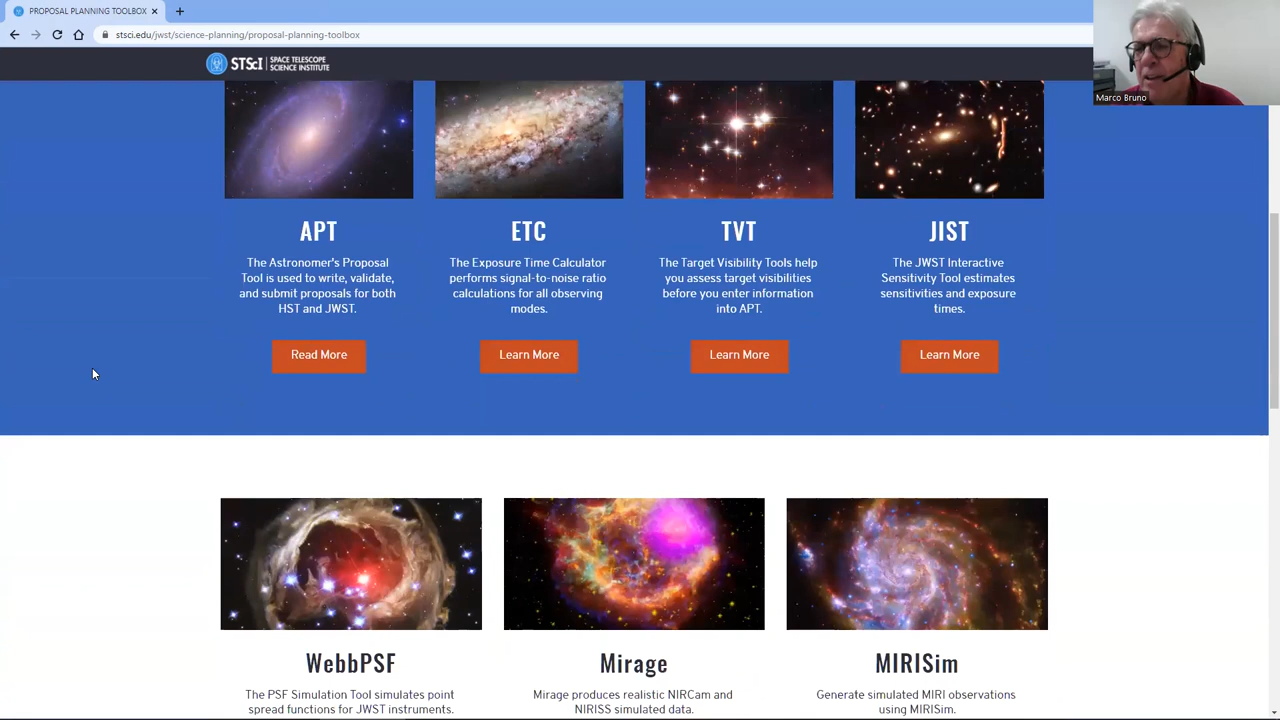 PROPOSAL PLANNING TOOLBOX
stsci.edu/jwst/science-planning/proposal-planning-toolbox
STScI | SPACE TELESCOPE
SCIENCE INSTITUTE
Marco Bruno
APT
The Astronomer's Proposal
Tool is used to write, validate,
and submit proposals for both
HST and JWST.
Read More
ETC
The Exposure Time Calculator
performs signal-to-noise ratio
calculations for all observing
modes.
Learn More
TVT
The Target Visibility Tools help
you assess target visibilities
before you enter information
into APT.
Learn More
JIST
The JWST Interactive
Sensitivity Tool estimates
sensitivities and exposure
times.
Learn More
WebbPSF
The PSF Simulation Tool simulates point
spread functions for JWST instruments.
Mirage
Mirage produces realistic NIRCam and
NIRISS simulated data.
MIRISim
Generate simulated MIRI observations
using MIRISim.